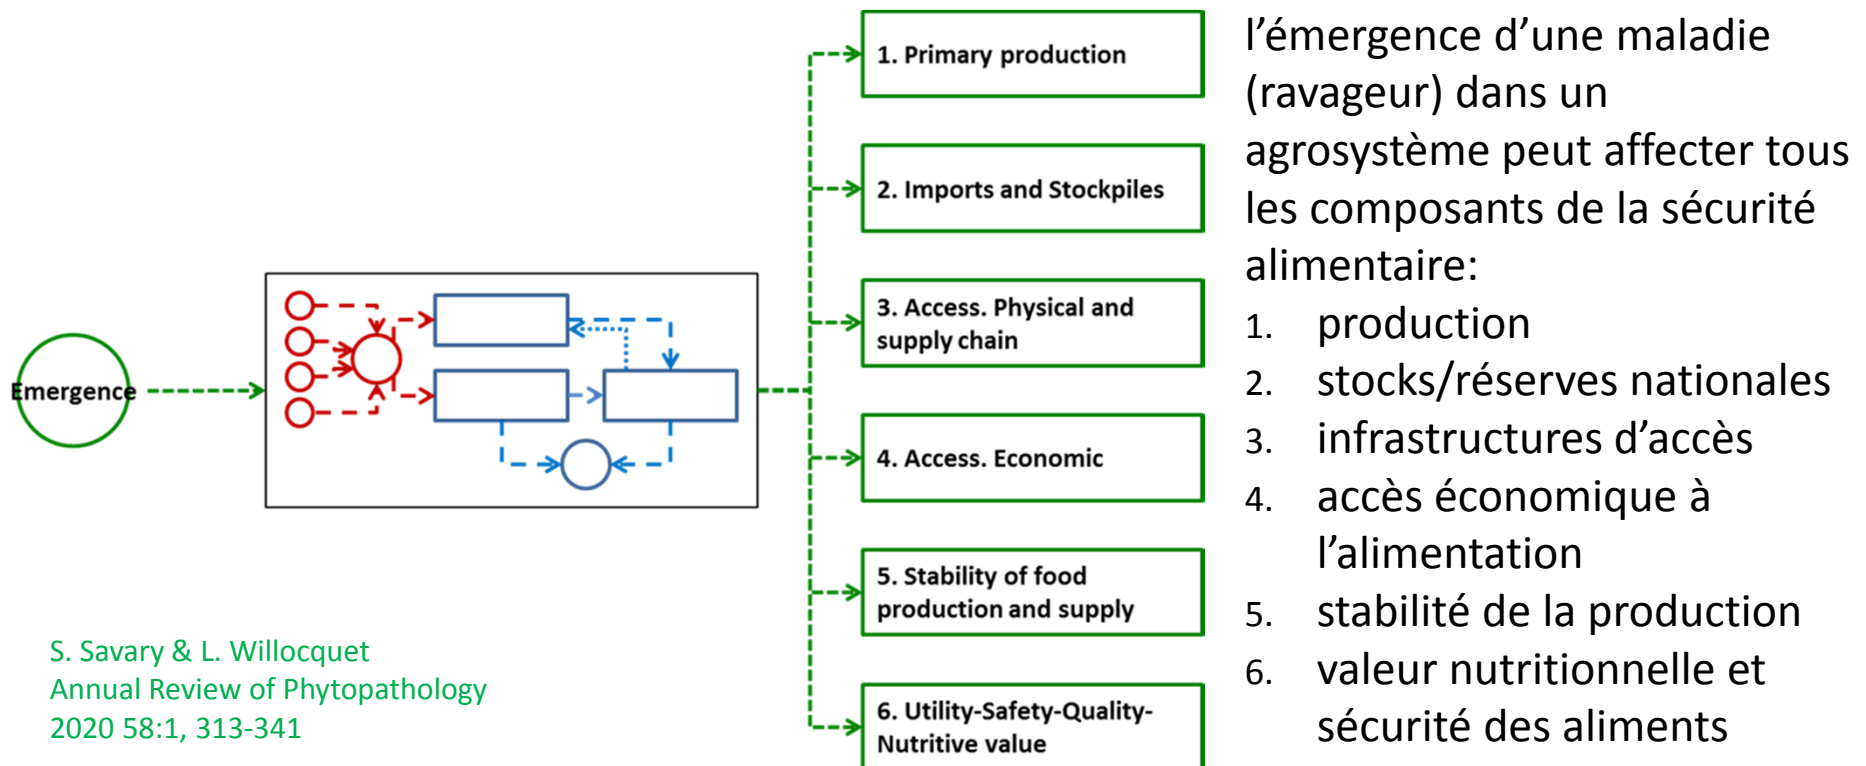 Emergence
1. Primary production
2. Imports and Stockpiles
3. Access. Physical and
supply chain
4. Access. Economic
5. Stability of food
production and supply
6. Utility-Safety-Quality-
Nutritive value
S. Savary & L. Willocquet
Annual Review of Phytopathology
2020 58:1, 313-341
l’émergence d’une maladie
(ravageur) dans un
agrosystème peut affecter tous
les composants de la sécurité
alimentaire:
1. production
2. stocks/réserves nationales
3. infrastructures d’accès
4. accès économique à
l’alimentation
5. stabilité de la production
6. valeur nutritionnelle et
sécurité des aliments